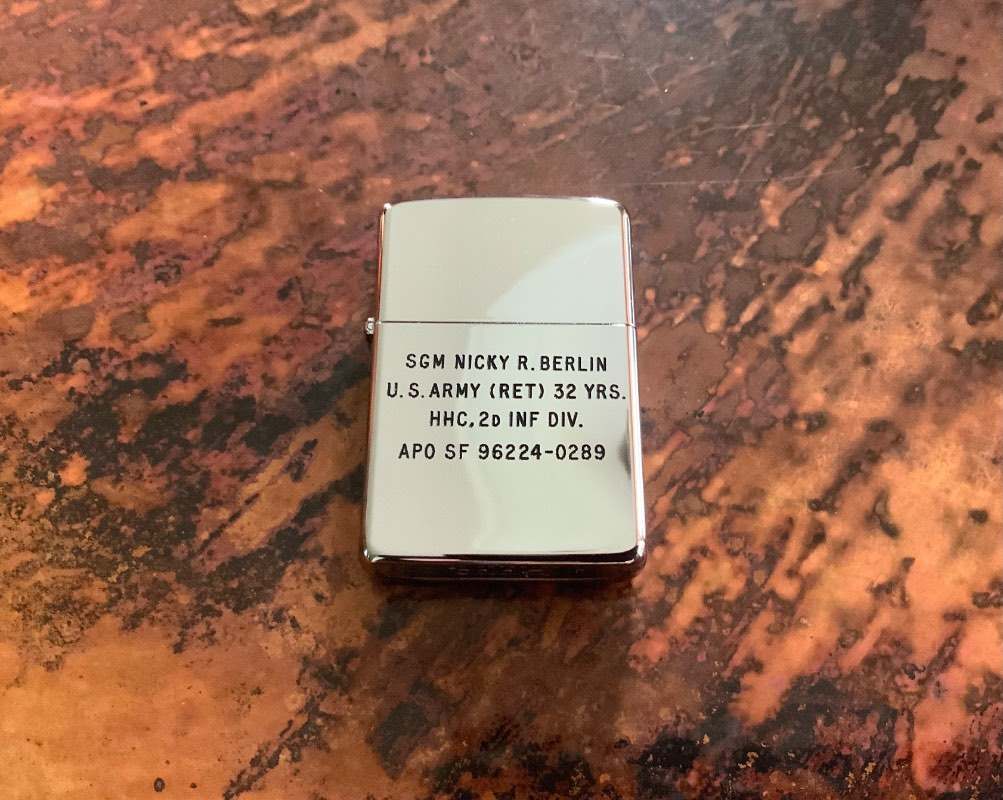 SGM NICKY R. BERLIN
U.S. ARMY (RET) 32 YRS.
HHC, 2D INF DIV.
APO SF 96224-0289